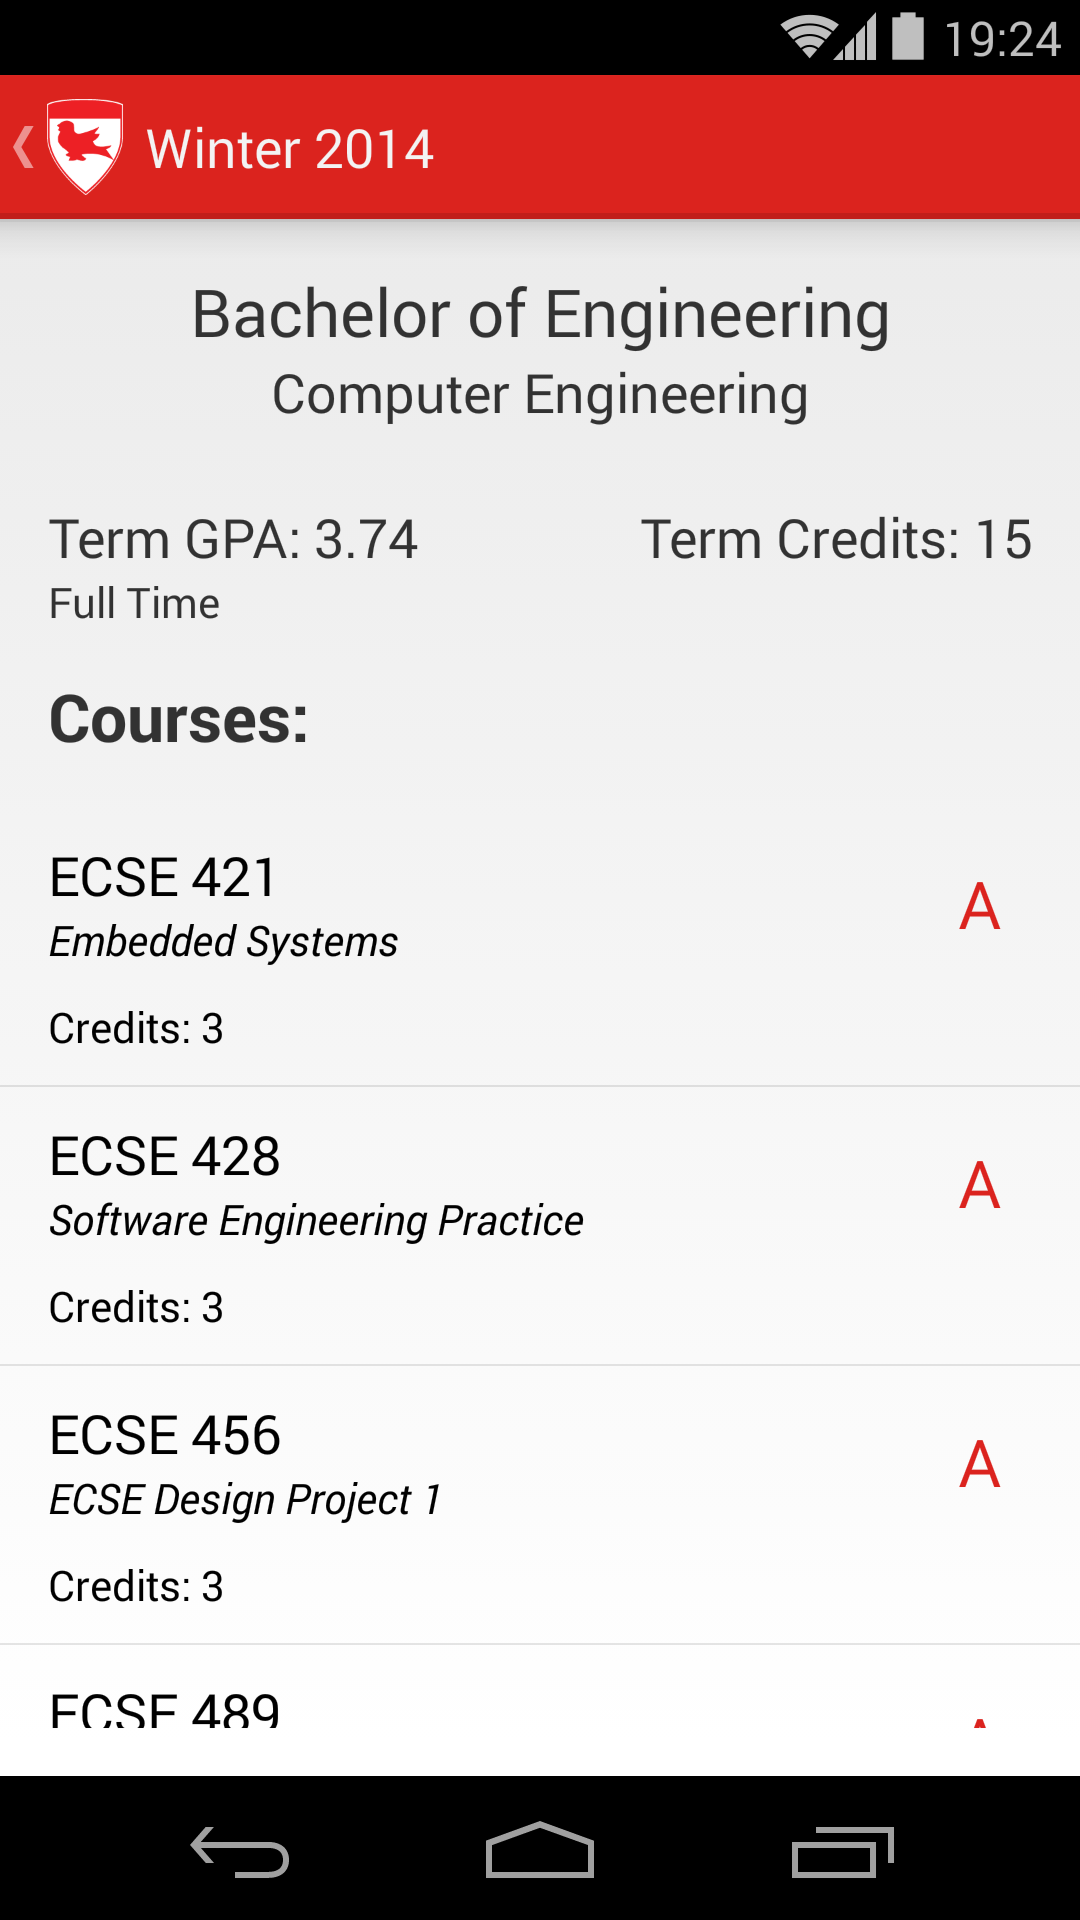 19:24
Winter 2014
Bachelor of Engineering
Computer Engineering
Term GPA: 3.74 Term Credits: 15
Full Time
Courses:
ECSE 421
A
Embedded Systems
Credits: 3
ECSE 428
A
Software Engineering Practice
Credits: 3
ECSE 456
A
ECSE Design Project 1
Credits: 3
ECSE 489